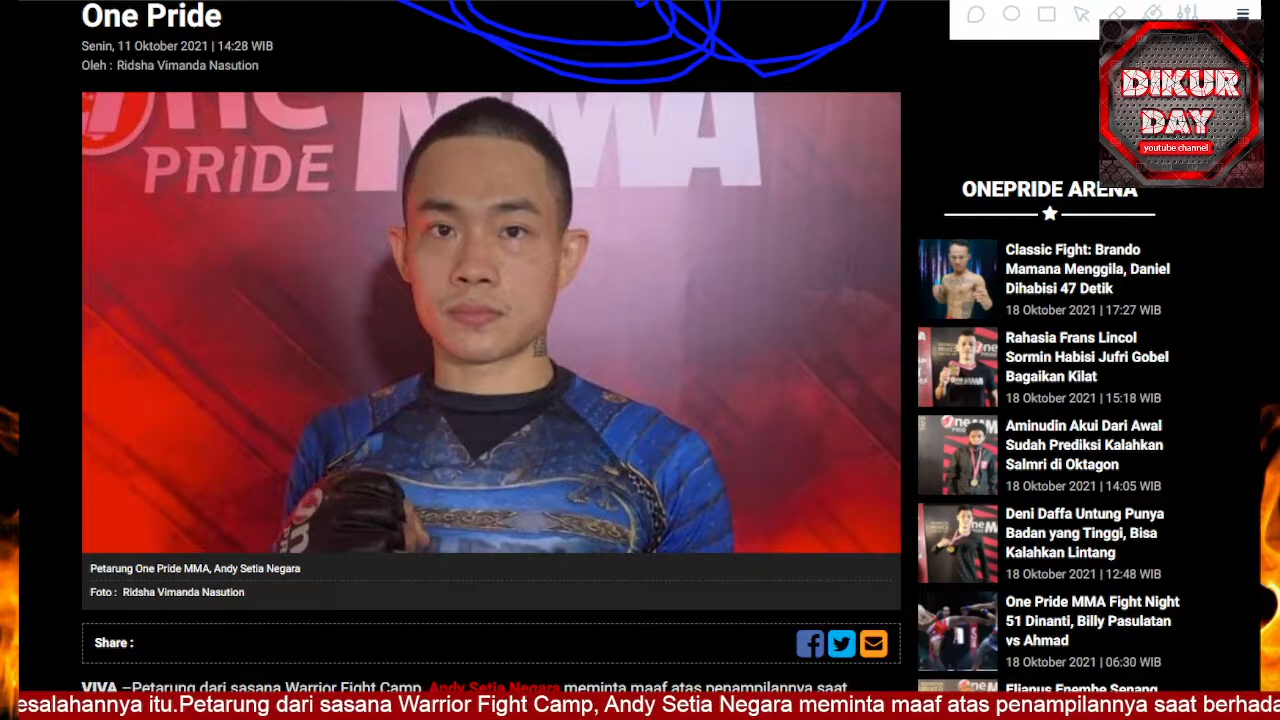 One Pride
Senin, 11 Oktober 2021 | 14:28 WIB
Oleh : Ridsha Vimanda Nasution
One MMA
PRIDE
DIKUR
DAY
youtube channel
ONEPRIDE ARENA
Classic Fight: Brando
Mamana Menggila, Daniel
Dihabisi 47 Detik
18 Oktober 2021 | 17:27 WIB
Rahasia Frans Lincol
Sormin Habisi Jufri Gobel
Bagaikan Kilat
18 Oktober 2021 | 15:18 WIB
Aminudin Akui Dari Awal
Sudah Prediksi Kalahkan
Salmri di Oktagon
18 Oktober 2021 | 14:05 WIB
Deni Daffa Untung Punya
Badan yang Tinggi, Bisa
Kalahkan Lintang
18 Oktober 2021 | 12:48 WIB
One Pride MMA Fight Night
51 Dinanti, Billy Pasulatan
vs Ahmad
18 Oktober 2021 | 06:30 WIB
Elianus Enembe Senang
Petarung One Pride MMA, Andy Setia Negara
Foto : Ridsha Vimanda Nasution
Share :
VIVA –Petarung dari sasana Warrior Fight Camp, Andy Setia Negara meminta maaf atas penampilannya saat
esalahannya itu.Petarung dari sasana Warrior Fight Camp, Andy Setia Negara meminta maaf atas penampilannya saat berhada